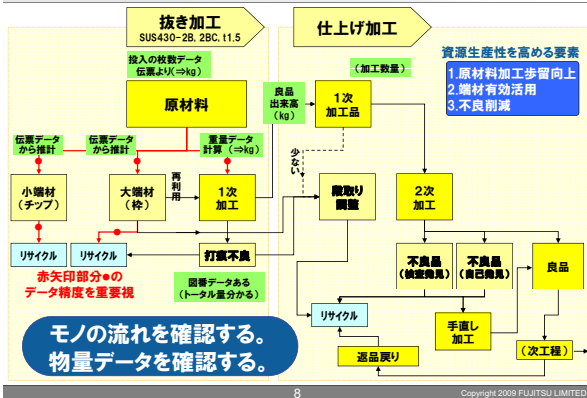 抜き加工
SUS430-2B, 2BC, t1.5
仕上げ加工
投入の枚数データ
伝票より(⇒kg)
原材料
伝票データ
から推計
伝票データ
から推計
重量データ
計算(⇒kg)
小端材
(チップ)
大端材
(枠)
再利用
1次
加工
リサイクル
リサイクル
打痕不良
赤矢印部分●の
データ精度を重要視
図番データある
(トータル量分かる)
良品
出来高
(kg)
(加工数量)
1次
加工品
少ない
段取り
調整
2次
加工
不良品
(検査発見)
不良品
(自己発見)
良品
リサイクル
手直し
加工
返品戻り
(次工程)
資源生産性を高める要素
1.原材料加工歩留向上
2.端材有効活用
3.不良削減
モノの流れを確認する。
物量データを確認する。
8
Copyright 2009 FUJITSU LIMITED